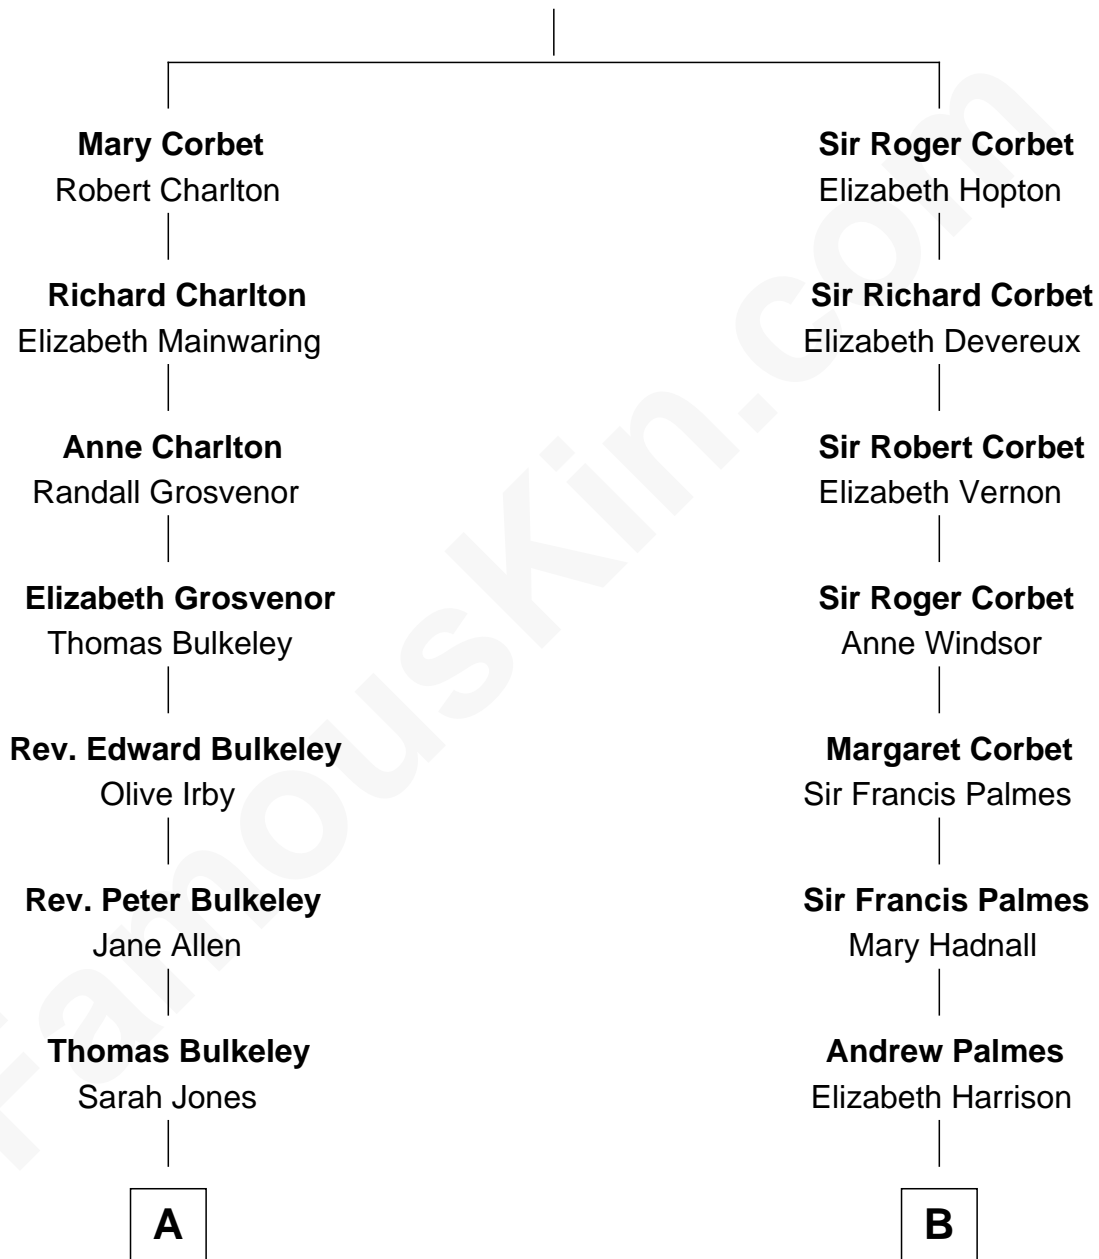 Mary Corbet
Robert Charlton
Richard Charlton
Elizabeth Mainwaring
Anne Charlton
Randall Grosvenor
Elizabeth Grosvenor
Thomas Bulkeley
Rev. Edward Bulkeley
Olive Irby
Rev. Peter Bulkeley
Jane Allen
Thomas Bulkeley
Sarah Jones
A
Sir Roger Corbet
Elizabeth Hopton
Sir Richard Corbet
Elizabeth Devereux
Sir Robert Corbet
Elizabeth Vernon
Sir Roger Corbet
Anne Windsor
Margaret Corbet
Sir Francis Palmes
Sir Francis Palmes
Mary Hadnall
Andrew Palmes
Elizabeth Harrison
B
FamousKin.com